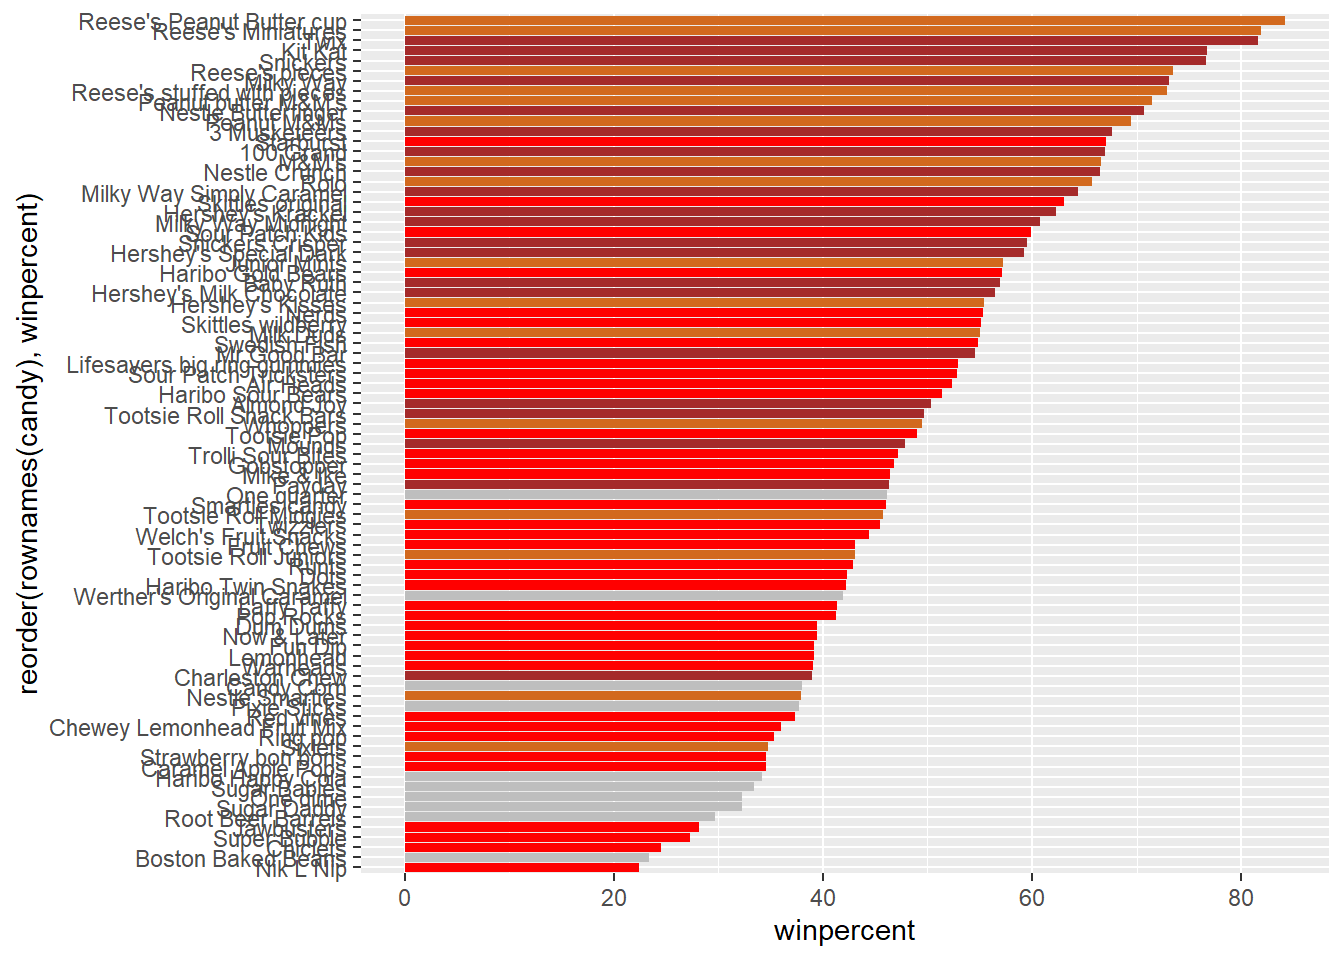 reorder(rownames(candy), winpercent)
Reese's Peanut Butter cup
Reese's Miniatures
Twix
Kit Kat
Snickers
Reese's pieces
Milky Way
Reese's stuffed with pieces
Peanut butter M&M's
Nestle Butterfinger
Peanut M&Ms
3 Musketeers
Starburst
100 Grand
M&M's
Nestle Crunch
Rolo
Milky Way Simply Caramel
Skittles original
Hershey's Krackel
Milky Way Midnight
Sour Patch Kids
Snickers Crisper
Hershey's Special Dark
Junior Mints
Haribo Gold Bears
Baby Ruth
Hershey's Milk Chocolate
Hershey's Kisses
Nerds
Skittles wildberry
Milk Duds
Swedish Fish
Mr Good Bar
Lifesavers big ring gummies
Sour Patch Tricksters
Air Heads
Haribo Sour Bears
Almond Joy
Tootsie Roll Snack Bars
Whoppers
Tootsie Pop
Mounds
Trolli Sour Bites
Gobstopper
Mike & Ike
Payday
One quarter
Smarties candy
Tootsie Roll Midgies
Twizzlers
Welch's Fruit Snacks
Fruit Chews
Tootsie Roll Juniors
Runts
Dots
Haribo Twin Snakes
Werther's Original Caramel
Laffy Taffy
Pop Rocks
Dum Dums
Now & Later
Fun Dip
Lemonhead
Warheads
Charleston Chew
Candy Corn
Nestle Smarties
Pixie Sticks
Red vines
Chewey Lemonhead Fruit Mix
Ring pop
Sixlets
Strawberry bon bons
Caramel Apple Pops
Haribo Happy Cola
Sugar Babies
One dime
Sugar Daddy
Root Beer Barrels
Jawbusters
Super Bubble
Chiclets
Boston Baked Beans
Nik L Nip
0 20 40 60 80
winpercent